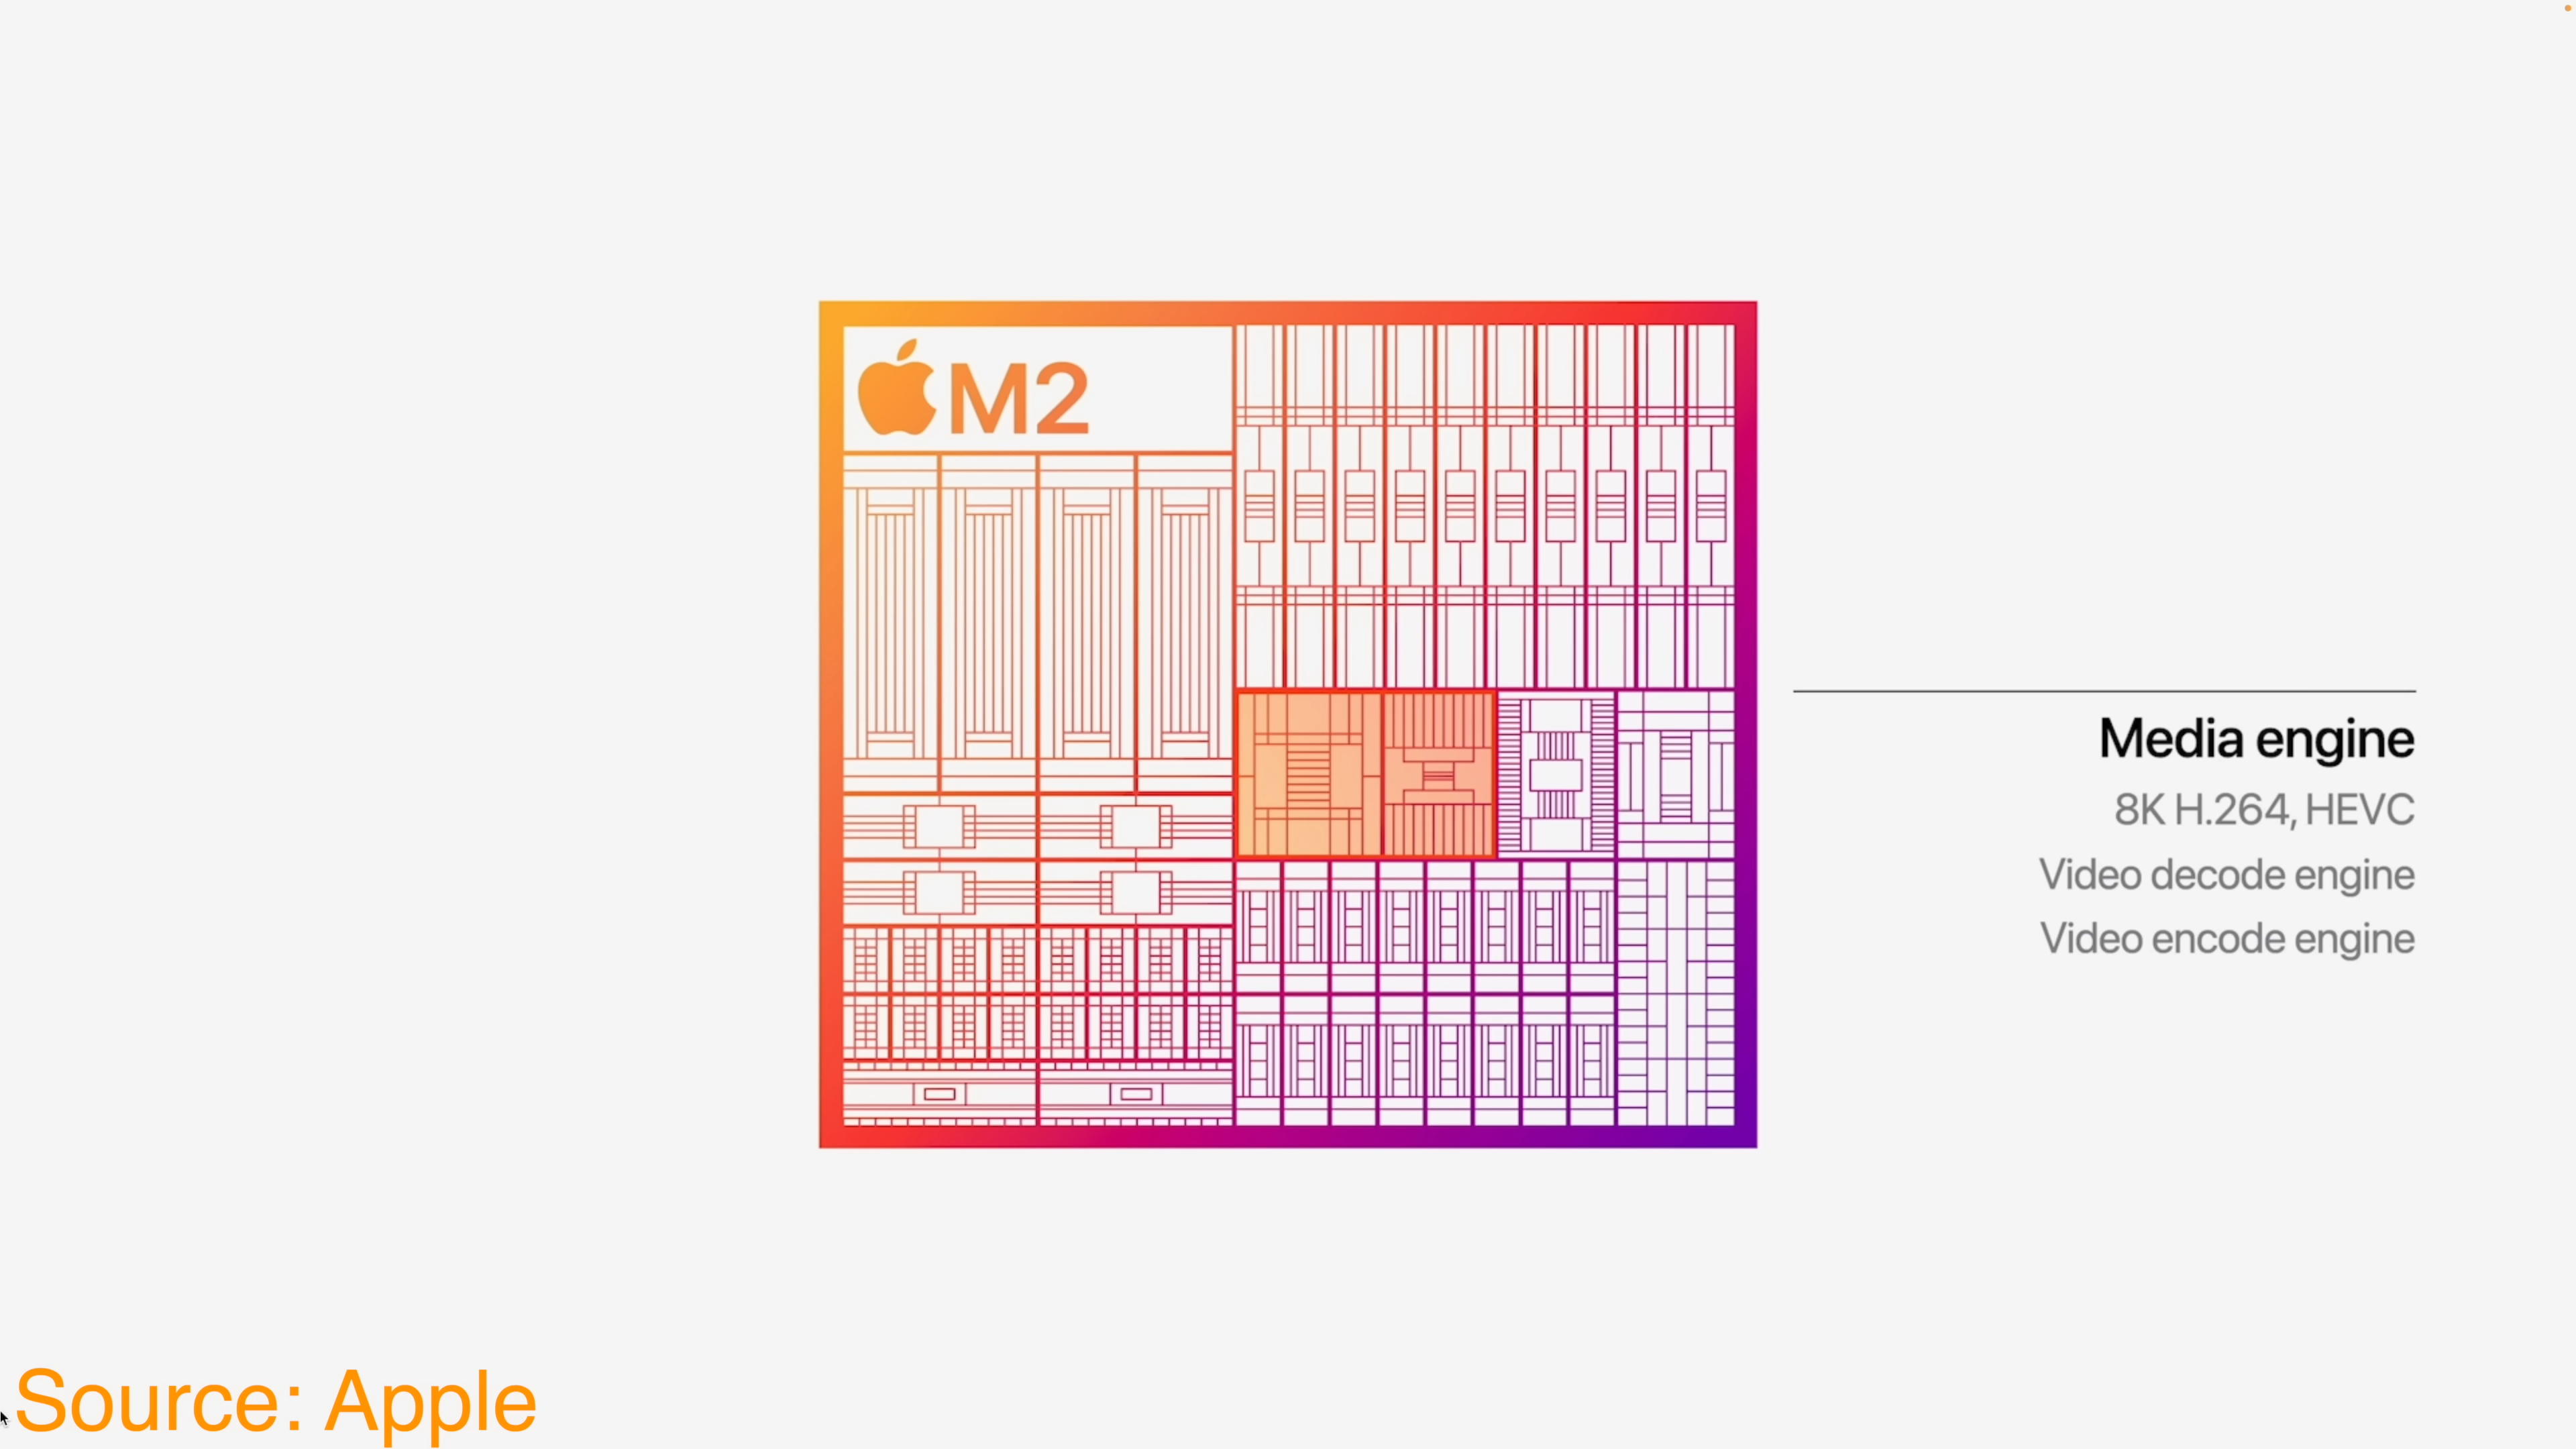 M2
Media engine
8K H.264, HEVC
Video decode engine
Video encode engine
Source: Apple